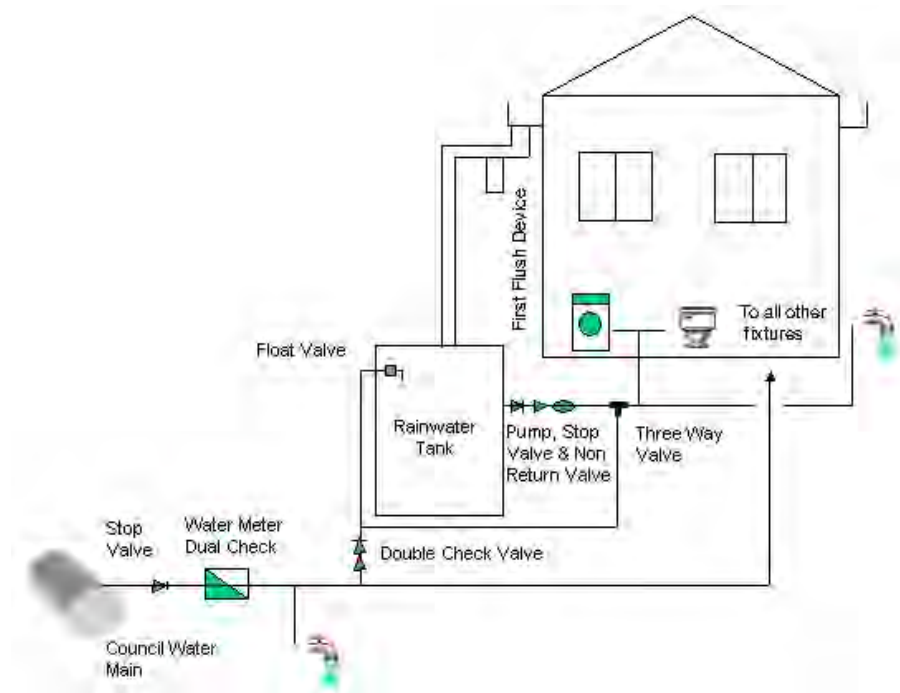 First Flush Device
To all other
fixtures
Float Valve
Rainwater
Tank
Pump, Stop
Valve & Non
Return Valve
Three Way
Valve
Stop
Valve
Water Meter
Dual Check
Double Check Valve
Council Water
Main